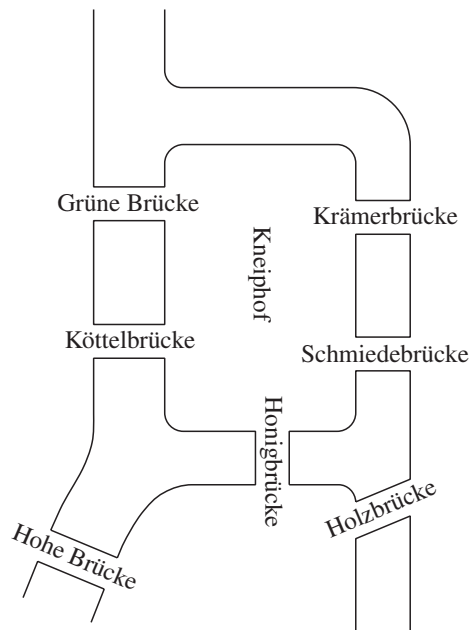 Grüne Brücke
Krämerbrücke
Kneiphof
Köttelbrücke
Schmiedebrücke
Honigbrücke
Holzbrücke
Hohe Brücke